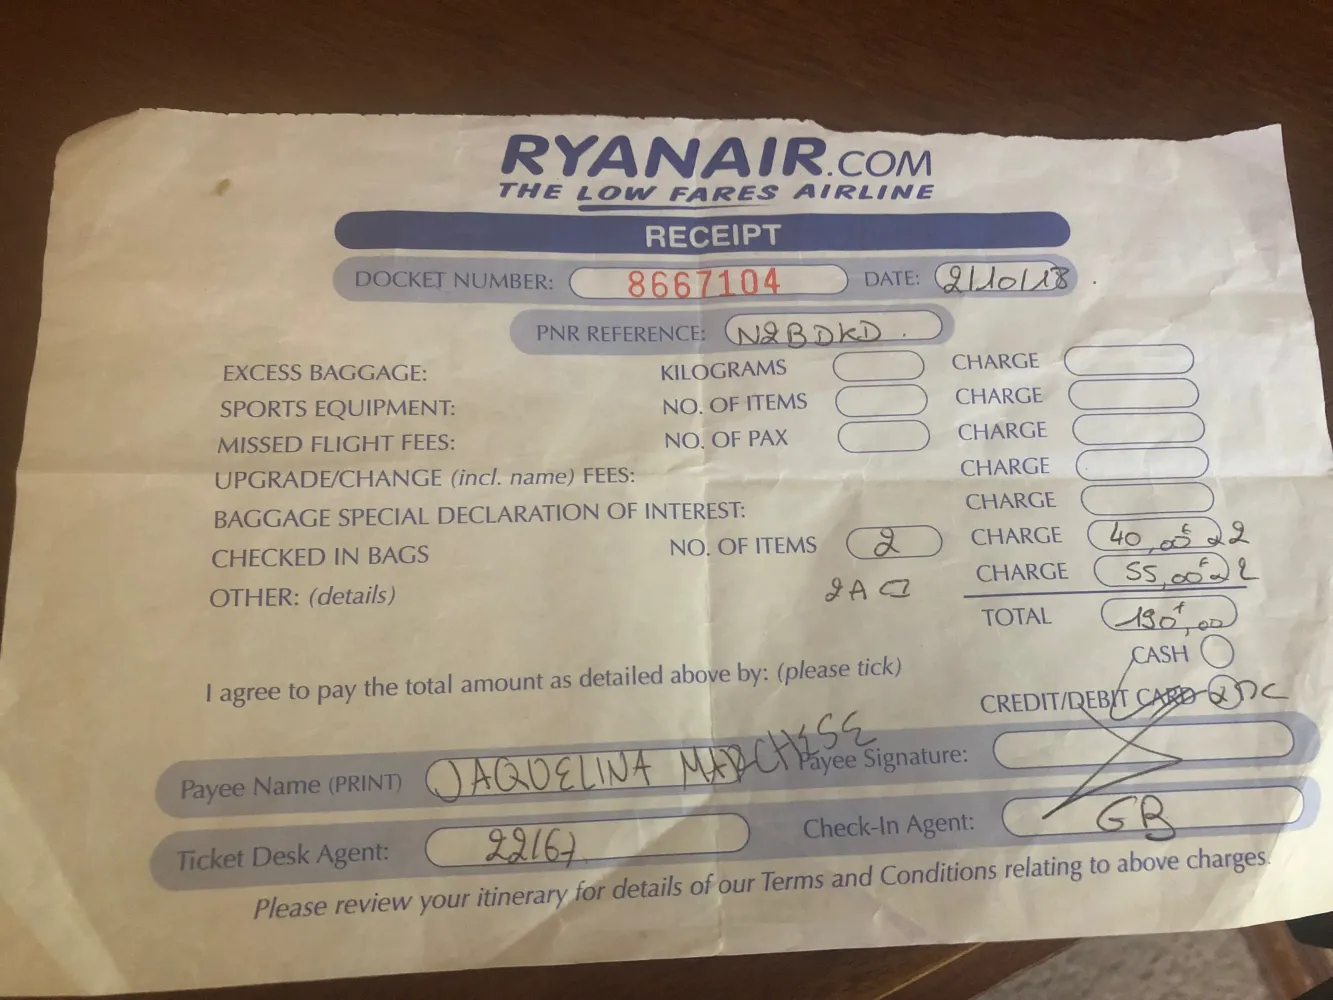 RYANAIR.COM
THE LOW FARES AIRLINE
RECEIPT
DOCKET NUMBER: 8667104 DATE: 2/10/18
PNR REFERENCE: N2BDKD
EXCESS BAGGAGE: KILOGRAMS CHARGE
SPORTS EQUIPMENT: NO. OF ITEMS CHARGE
MISSED FLIGHT FEES: NO. OF PAX CHARGE
UPGRADE/CHANGE (incl. name) FEES: CHARGE
BAGGAGE SPECIAL DECLARATION OF INTEREST: CHARGE
CHECKED IN BAGS NO. OF ITEMS 2 CHARGE 40,00€
OTHER: (details) CHARGE 55,00€
TOTAL 190,00
CASH
I agree to pay the total amount as detailed above by: (please tick)
CREDIT/DEBIT CARD
Payee Name (PRINT) JAQUELINA MARCHESE Payee Signature:
Ticket Desk Agent: Check-In Agent: GB
Please review your itinerary for details of our Terms and Conditions relating to above charges.